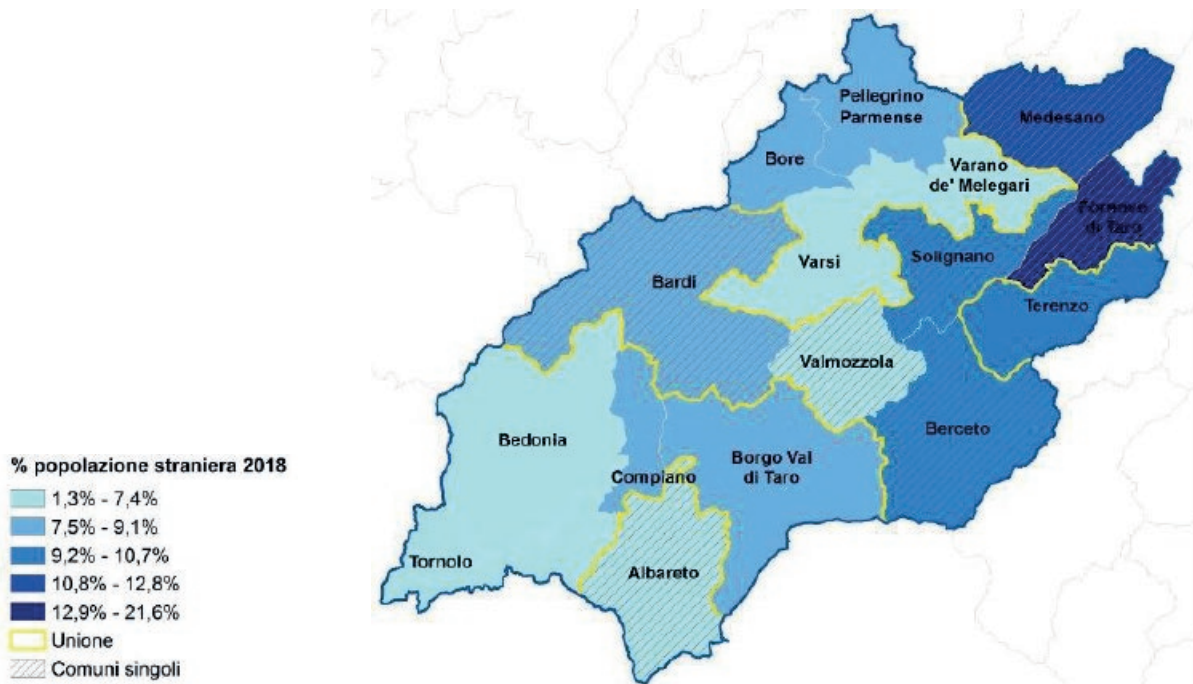 Pellegrino
Parmense
Medesano
Bore
Varano
de' Melegari
Fornovo
di Taro
Solignano
Varsi
Bardi
Terenzo
Valmozzola
Bedonia
Berceto
Borgo Val
di Taro
Compiano
Tornolo
Albareto
% popolazione straniera 2018
1,3% - 7,4%
7,5% - 9,1%
9,2% - 10,7%
10,8% - 12,8%
12,9% - 21,6%
Unione
Comuni singoli